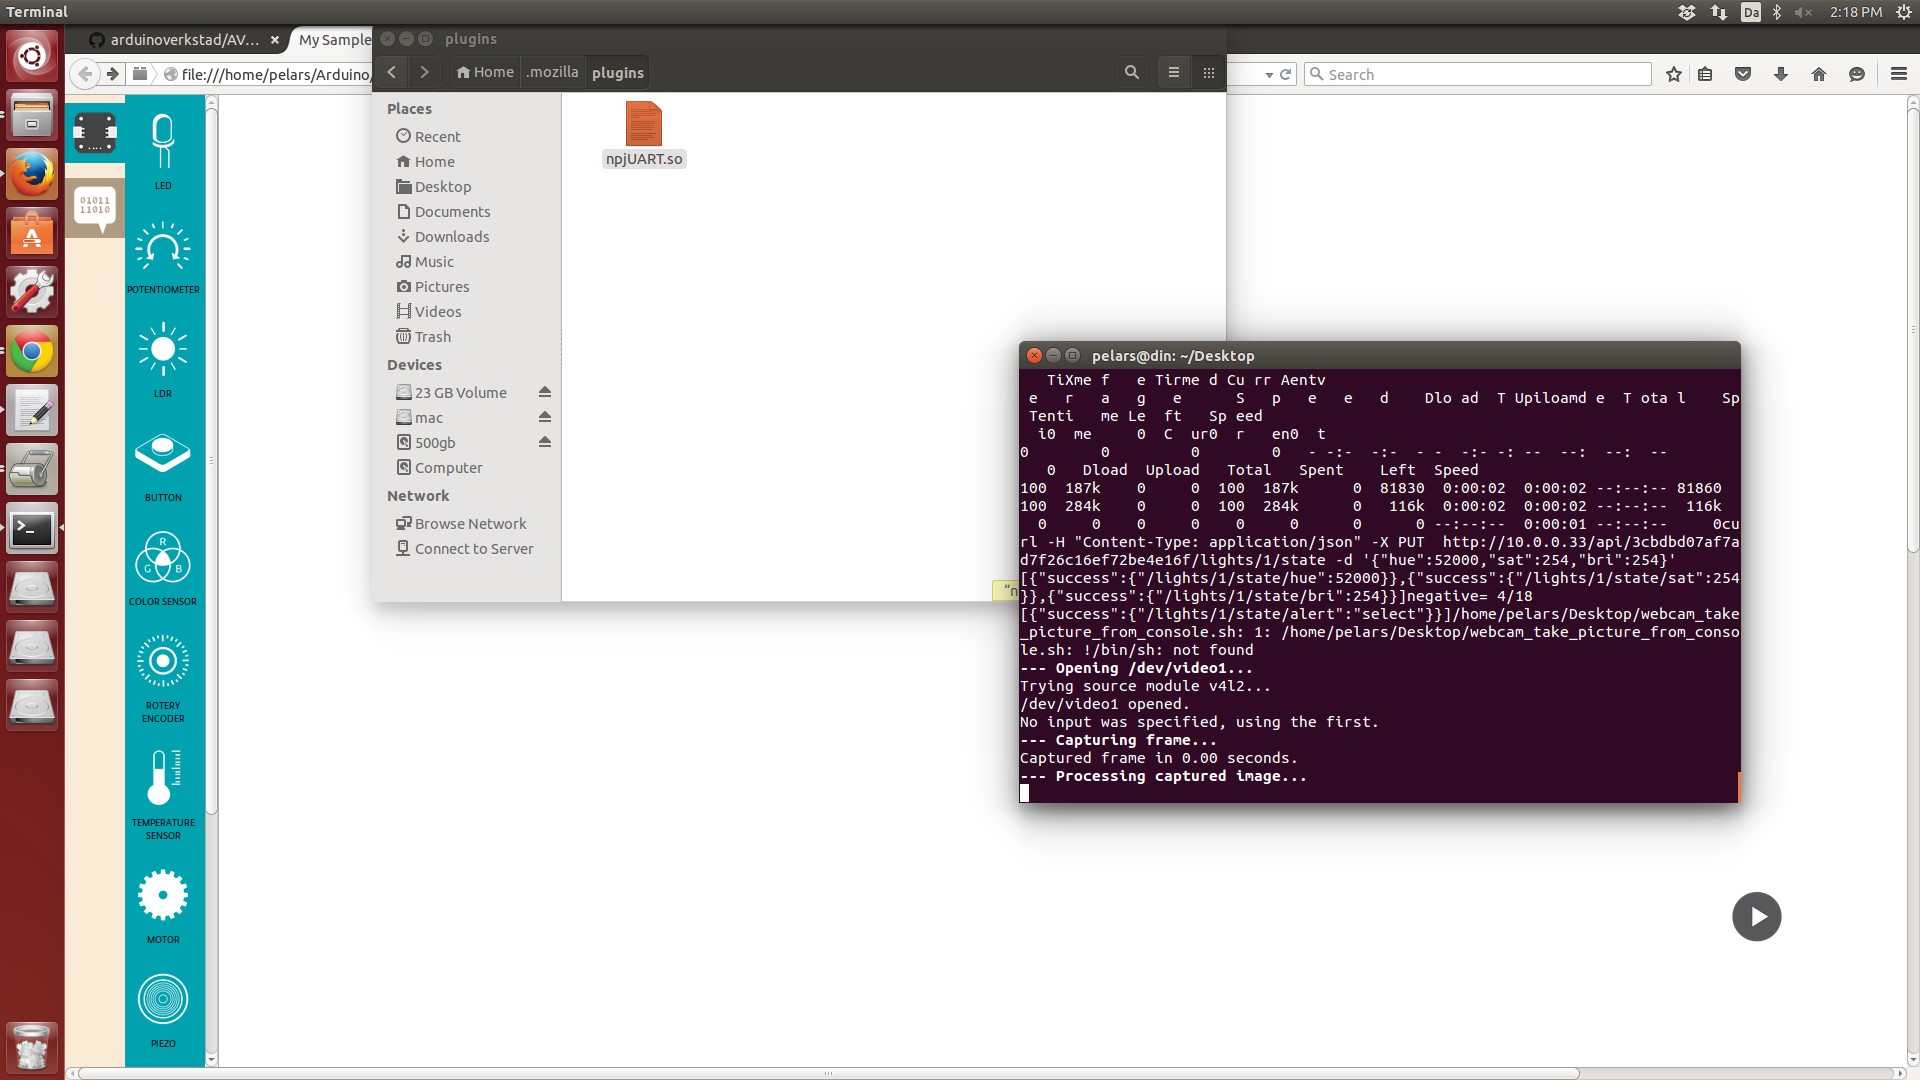 Terminal
Da
2:18 PM
arduinoverkstad/AV...
My Sample
file:///home/pelars/Arduino/
Search
plugins
Home
.mozilla
plugins
Places
Recent
Home
Desktop
Documents
Downloads
Music
Pictures
Videos
Trash
Devices
23 GB Volume
mac
500gb
Computer
Network
Browse Network
Connect to Server
npjUART.so
"n
01011
11010
LED
POTENTIOMETER
LDR
BUTTON
R
G B
COLOR SENSOR
ROTERY
ENCODER
TEMPERATURE
SENSOR
MOTOR
PIEZO
pelars@din: ~/Desktop
TiXme f   e Tirme d Cu rr Aentv
e   r   a   g   e      S   p   e   e   d    Dlo ad  T Upiloamd e  T ota l    Sp
Tenti   me Le  ft   Sp eed
i0  me     0  C  ur0  r   en0  t
0        0         0        0   - -:-  -:-  - -  -:- -: --  --:  --:  --
0   Dload  Upload   Total   Spent    Left  Speed
100  187k    0     0  100  187k      0  81830  0:00:02  0:00:02 --:--:-- 81860
100  284k    0     0  100  284k      0   116k  0:00:02  0:00:02 --:--:--  116k
0     0    0     0    0     0      0      0 --:--:--  0:00:01 --:--:--     0cu
rl -H "Content-Type: application/json" -X PUT  http://10.0.0.33/api/3cbdbd07af7a
d7f26c16ef72be4e16f/lights/1/state -d '{"hue":52000,"sat":254,"bri":254}'
[{"success":{"/lights/1/state/hue":52000}},{"success":{"/lights/1/state/sat":254
}},{"success":{"/lights/1/state/bri":254}}]negative= 4/18
[{"success":{"/lights/1/state/alert":"select"}}]/home/pelars/Desktop/webcam_take
_picture_from_console.sh: 1: /home/pelars/Desktop/webcam_take_picture_from_conso
le.sh: !/bin/sh: not found
--- Opening /dev/video1...
Trying source module v4l2...
/dev/video1 opened.
No input was specified, using the first.
--- Capturing frame...
Captured frame in 0.00 seconds.
--- Processing captured image...